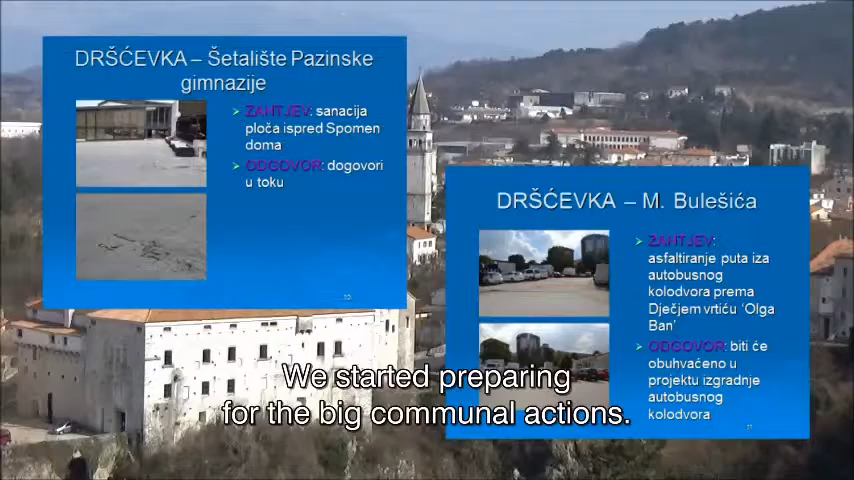 DRŠĆEVKA – Šetalište Pazinske
gimnazije
ZAHTJEV: sanacija
ploča ispred Spomen
doma
ODGOVOR: dogovori
u toku
10
DRŠĆEVKA – M. Bulešića
ZAHTJEV:
asfaltiranje puta iza
autobusnog
kolodvora prema
Dječjem vrtiću ‘Olga
Ban’
ODGOVOR: biti će
obuhvaćeno u
projektu izgradnje
autobusnog
kolodvora
11
We started preparing
for the big communal actions.